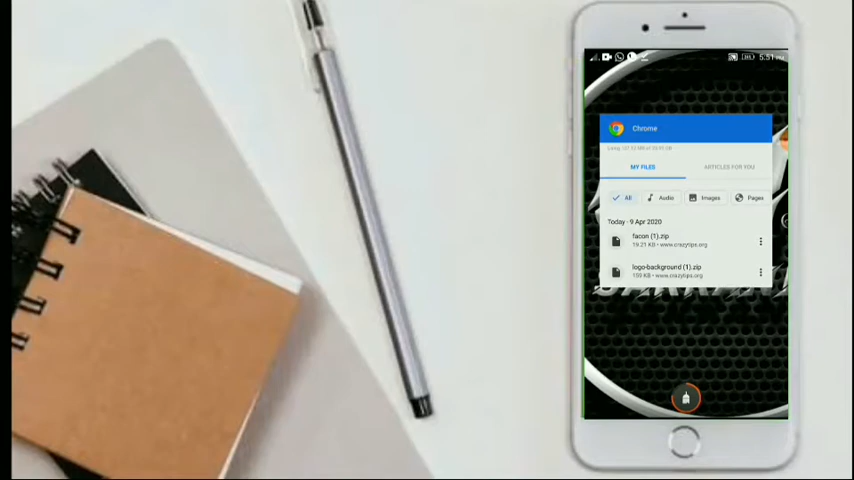 5:51 PM
Chrome
MY FILES
ARTICLES FOR YOU
All
Audio
Images
Pages
Today · 9 Apr 2020
facon (1).zip
19.21 KB • www.crazytips.org
logo-background (1).zip
159 KB • www.crazytips.org